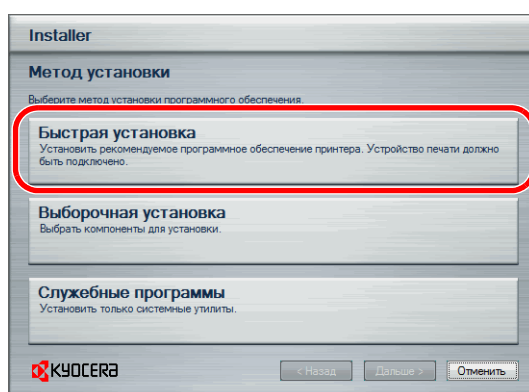 Installer
Метод установки
Выберите метод установки программного обеспечения.
Быстрая установка
Установить рекомендуемое программное обеспечение принтера. Устройство печати должно
быть подключено.
Выборочная установка
Выбрать компоненты для установки.
Служебные программы
Установить только системные утилиты.
KYOCERA
< Назад
Дальше >
Отменить